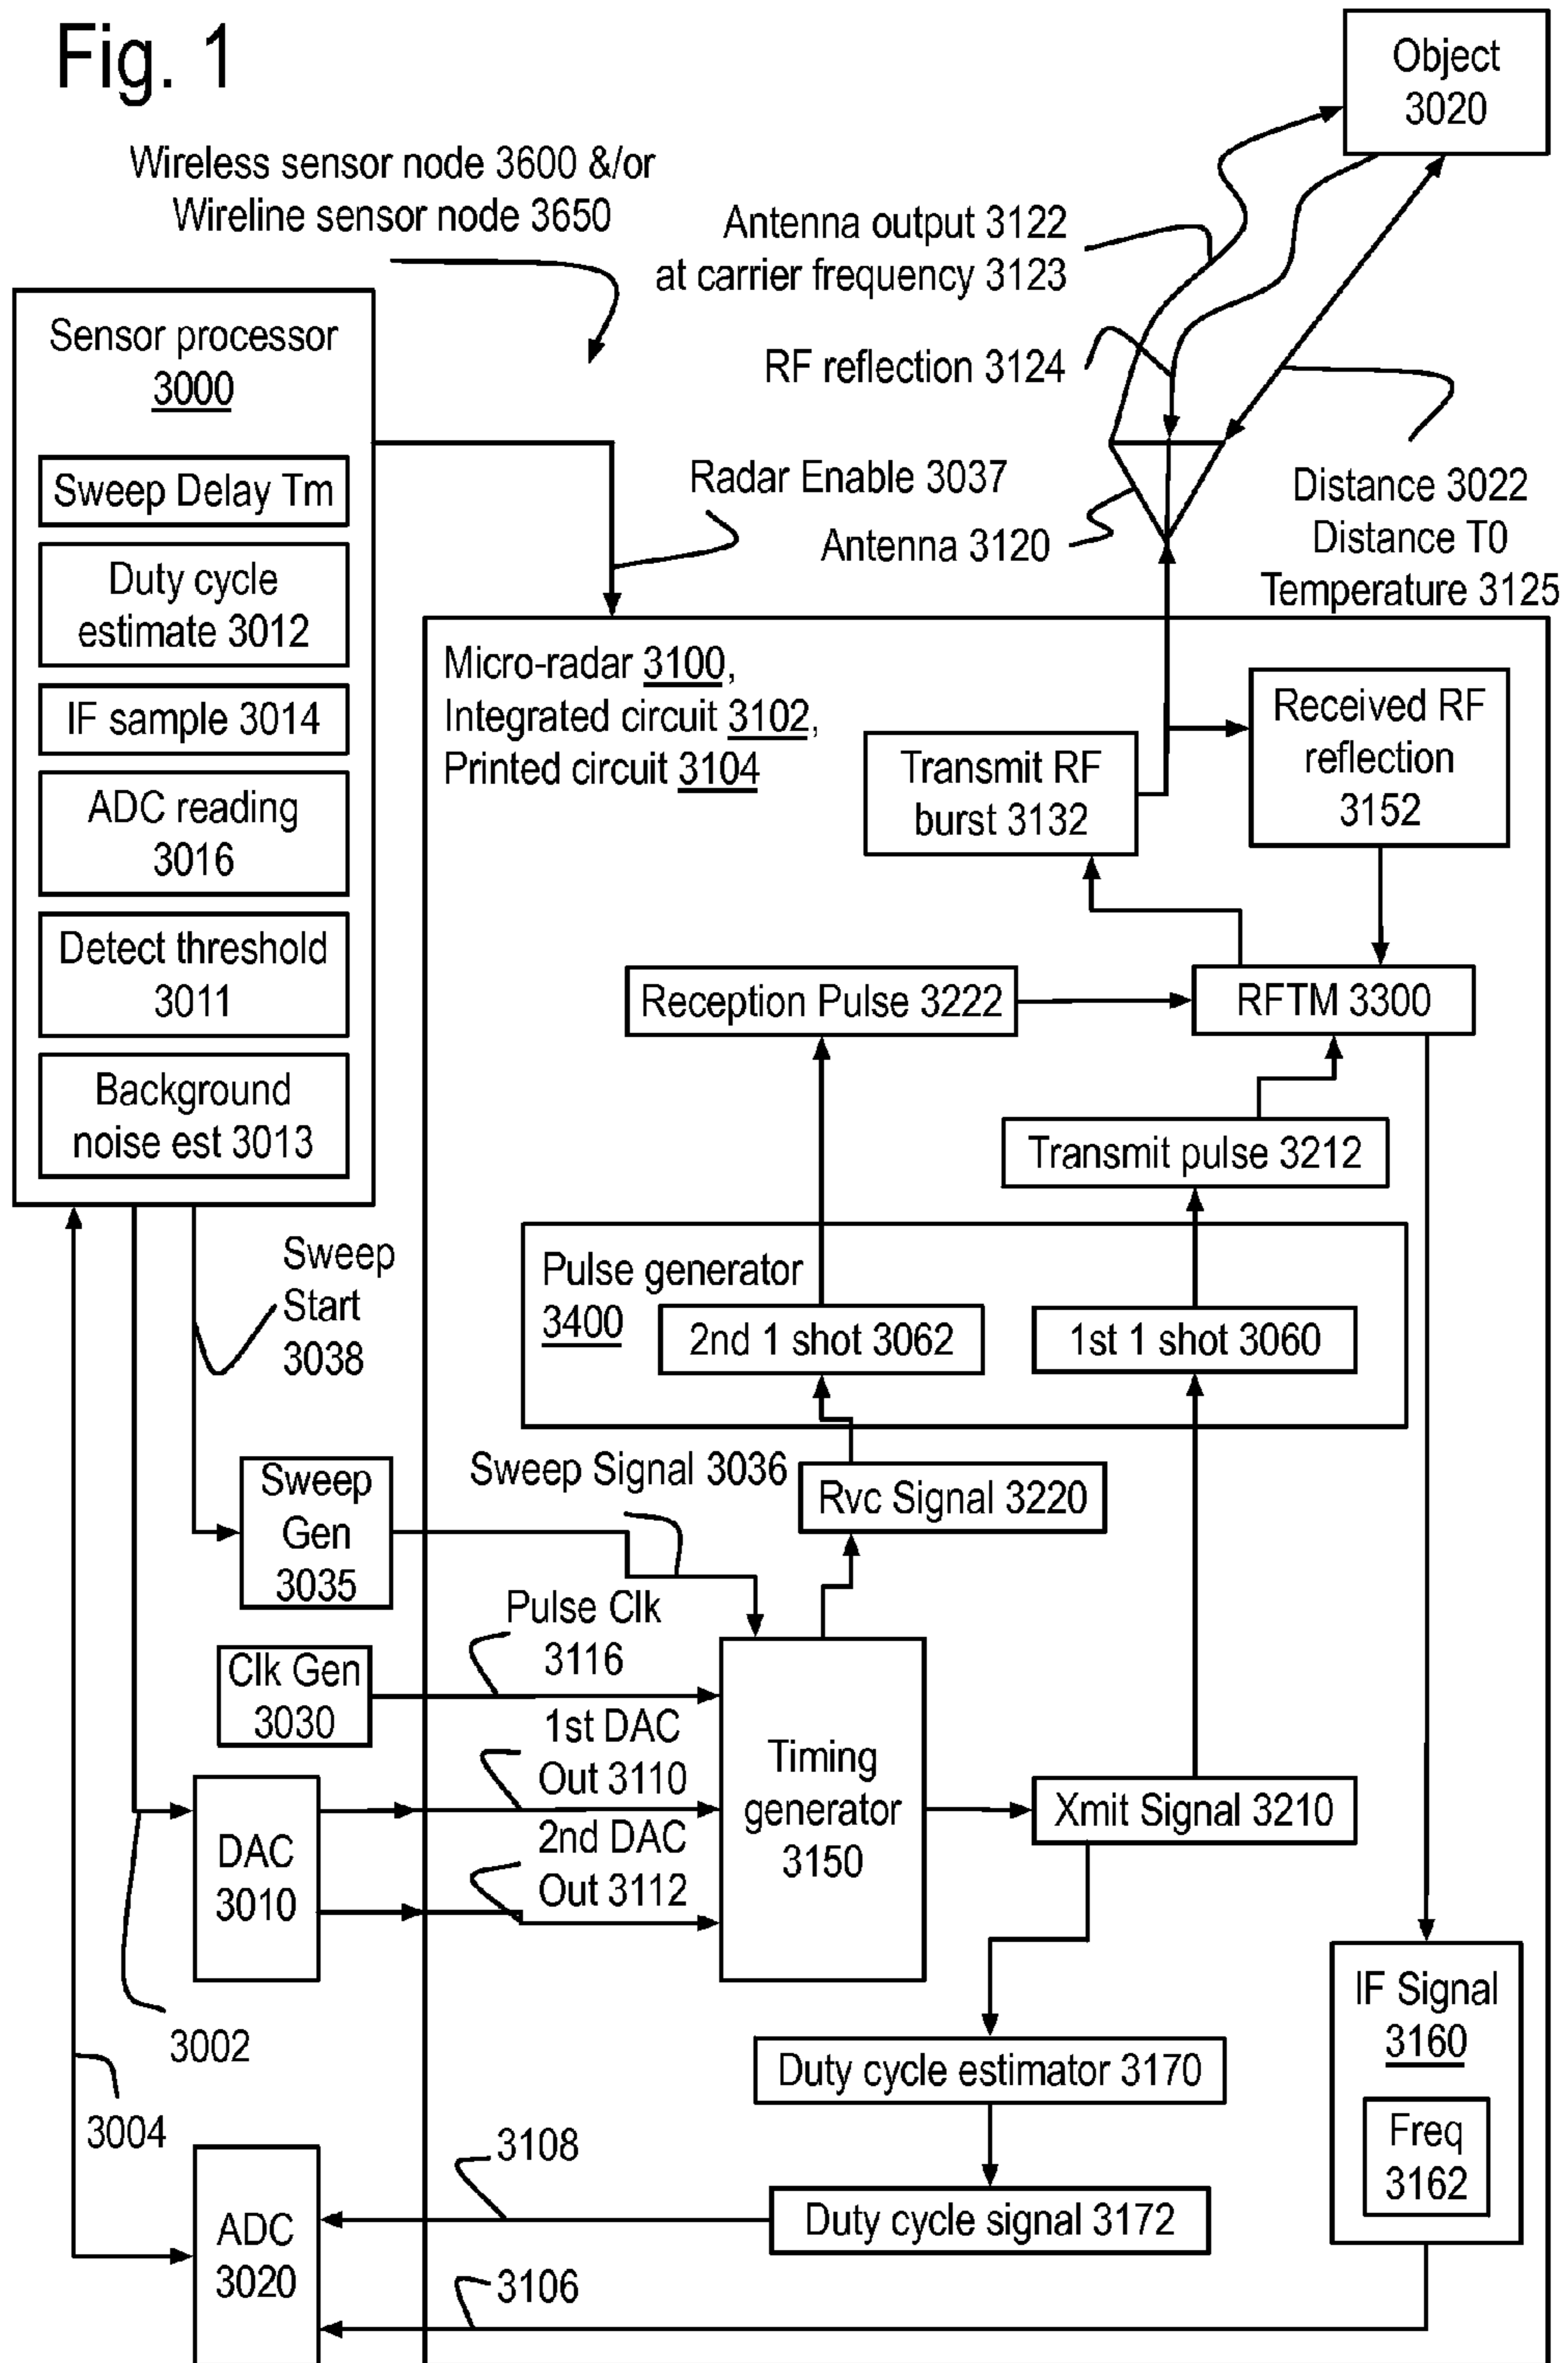 Fig. 1
Object
3020
Wireless sensor node 3600 &/or
Wireline sensor node 3650
Antenna output 3122
at carrier frequency 3123
RF reflection 3124
Sensor processor
3000
Sweep Delay Tm
Duty cycle
estimate 3012
IF sample 3014
ADC reading
3016
Detect threshold
3011
Background
noise est 3013
Radar Enable 3037
Antenna 3120
Distance 3022
Distance T0
Temperature 3125
Micro-radar 3100,
Integrated circuit 3102,
Printed circuit 3104
Transmit RF
burst 3132
Received RF
reflection
3152
Reception Pulse 3222
RFTM 3300
Transmit pulse 3212
Sweep
Start
3038
Pulse generator
3400
2nd 1 shot 3062
1st 1 shot 3060
Sweep
Gen
3035
Sweep Signal 3036
Rvc Signal 3220
Clk Gen
3030
Pulse Clk
3116
1st DAC
Out 3110
2nd DAC
Out 3112
Timing
generator
3150
Xmit Signal 3210
DAC
3010
3002
3004
IF Signal
3160
Freq
3162
Duty cycle estimator 3170
3108
Duty cycle signal 3172
ADC
3020
3106